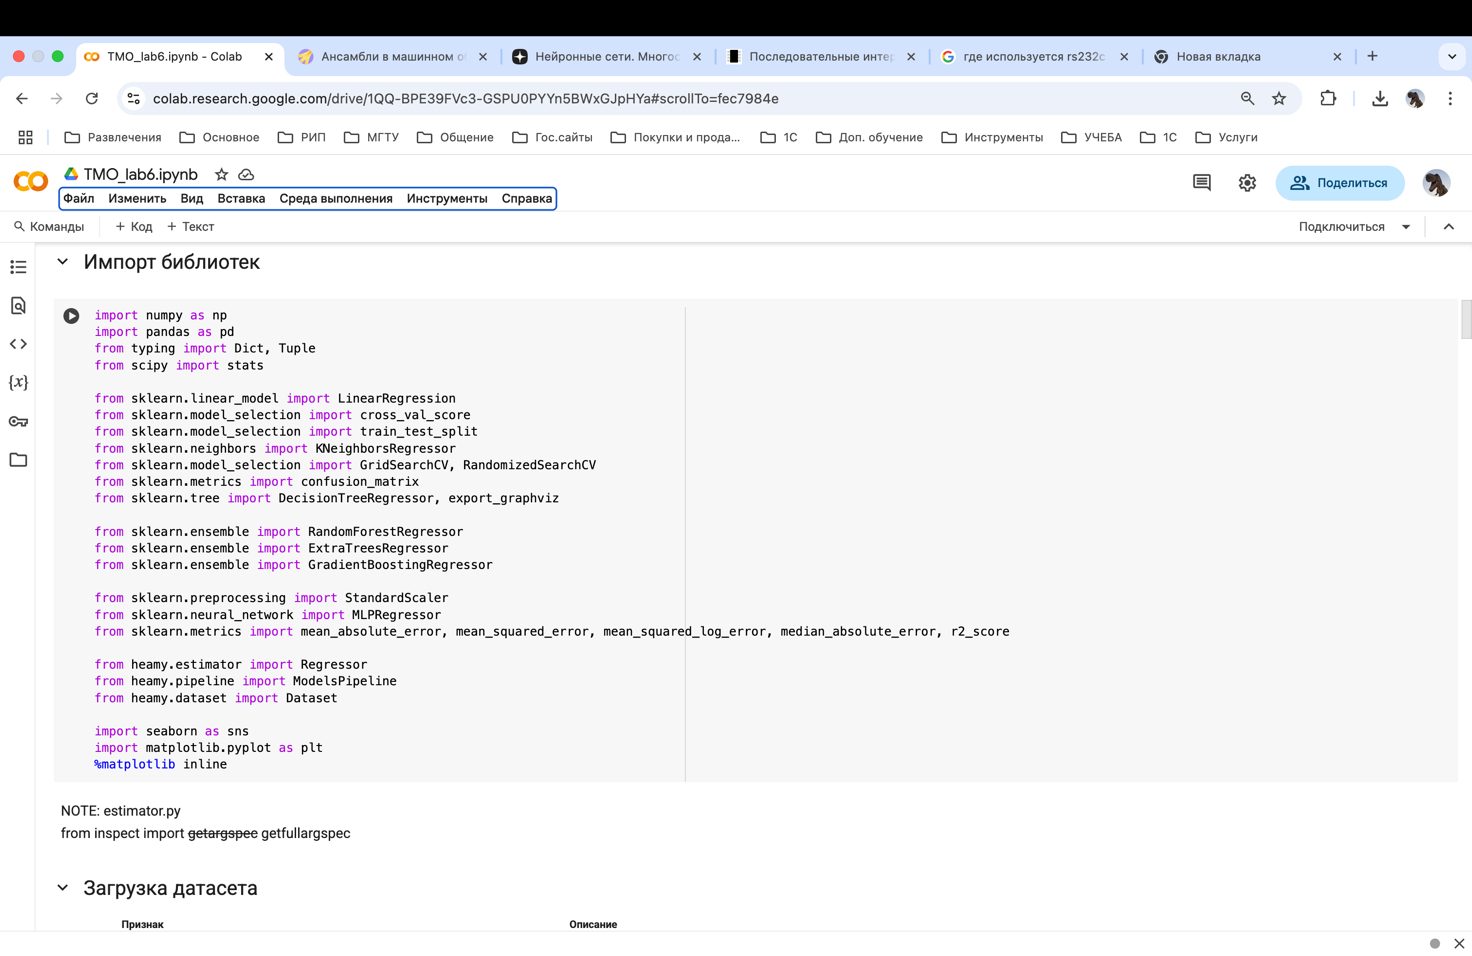 TMO_lab6.ipynb - Colab
Ансамбли в машинном о
Нейронные сети. Многос
Последовательные интер
где используется rs232c
Новая вкладка
colab.research.google.com/drive/1QQ-BPE39FVc3-GSPU0PYYn5BWxGJpHYa#scrollTo=fec7984e
Развлечения
Основное
РИП
МГТУ
Общение
Гос.сайты
Покупки и прода...
1С
Доп. обучение
Инструменты
УЧЕБА
1С
Услуги
TMO_lab6.ipynb
Файл Изменить Вид Вставка Среда выполнения Инструменты Справка
Поделиться
Команды + Код + Текст
Подключиться
Импорт библиотек
import numpy as np
import pandas as pd
from typing import Dict, Tuple
from scipy import stats
from sklearn.linear_model import LinearRegression
from sklearn.model_selection import cross_val_score
from sklearn.model_selection import train_test_split
from sklearn.neighbors import KNeighborsRegressor
from sklearn.model_selection import GridSearchCV, RandomizedSearchCV
from sklearn.metrics import confusion_matrix
from sklearn.tree import DecisionTreeRegressor, export_graphviz
from sklearn.ensemble import RandomForestRegressor
from sklearn.ensemble import ExtraTreesRegressor
from sklearn.ensemble import GradientBoostingRegressor
from sklearn.preprocessing import StandardScaler
from sklearn.neural_network import MLPRegressor
from sklearn.metrics import mean_absolute_error, mean_squared_error, mean_squared_log_error, median_absolute_error, r2_score
from heamy.estimator import Regressor
from heamy.pipeline import ModelsPipeline
from heamy.dataset import Dataset
import seaborn as sns
import matplotlib.pyplot as plt
%matplotlib inline
NOTE: estimator.py
from inspect import getargspec getfullargspec
Загрузка датасета
Признак Описание